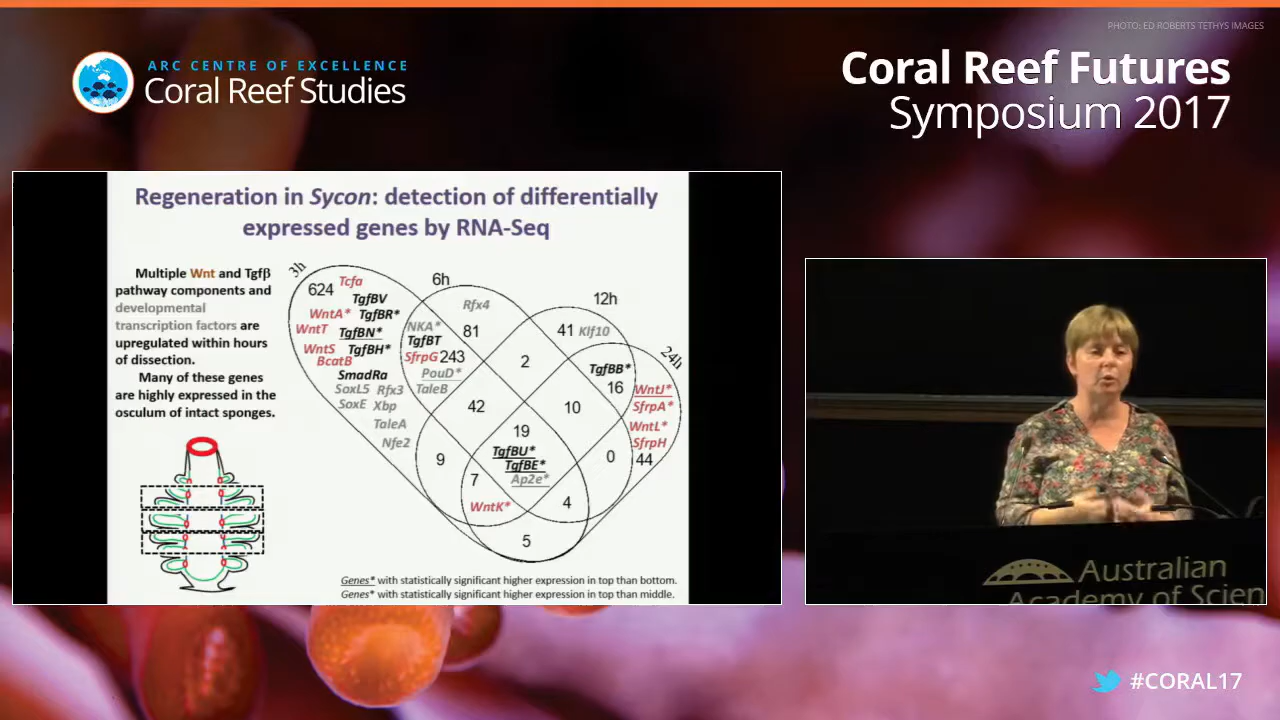 PHOTO: ED ROBERTS TETHYS IMAGES
ARC CENTRE OF EXCELLENCE
Coral Reef Studies
Coral Reef Futures
Symposium 2017
Regeneration in Sycon: detection of differentially
expressed genes by RNA-Seq
Multiple Wnt and Tgfβ
pathway components and
developmental
transcription factors are
upregulated within hours
of dissection.
Many of these genes
are highly expressed in the
osculum of intact sponges.
3h
6h
12h
24h
624
Tcfa
TgfBV
WntA* TgfBR*
WntT TgfBN*
WntS TgfBH*
BcatB
SmadRa
SoxL5 Rfx3
SoxE Xbp
TaleA
Nfe2
Rfx4
81
NKA*
TgfBT
SfrpG 243
PouD*
TaleB
41 Klf10
2
TgfBB*
16
WntJ*
SfrpA*
WntL*
SfrpH
44
42
10
19
TgfBU*
TgfBE*
Ap2e*
9
7
0
WntK*
4
5
Genes* with statistically significant higher expression in top than bottom.
Genes* with statistically significant higher expression in top than middle.
Australian
Academy of Scien
#CORAL17